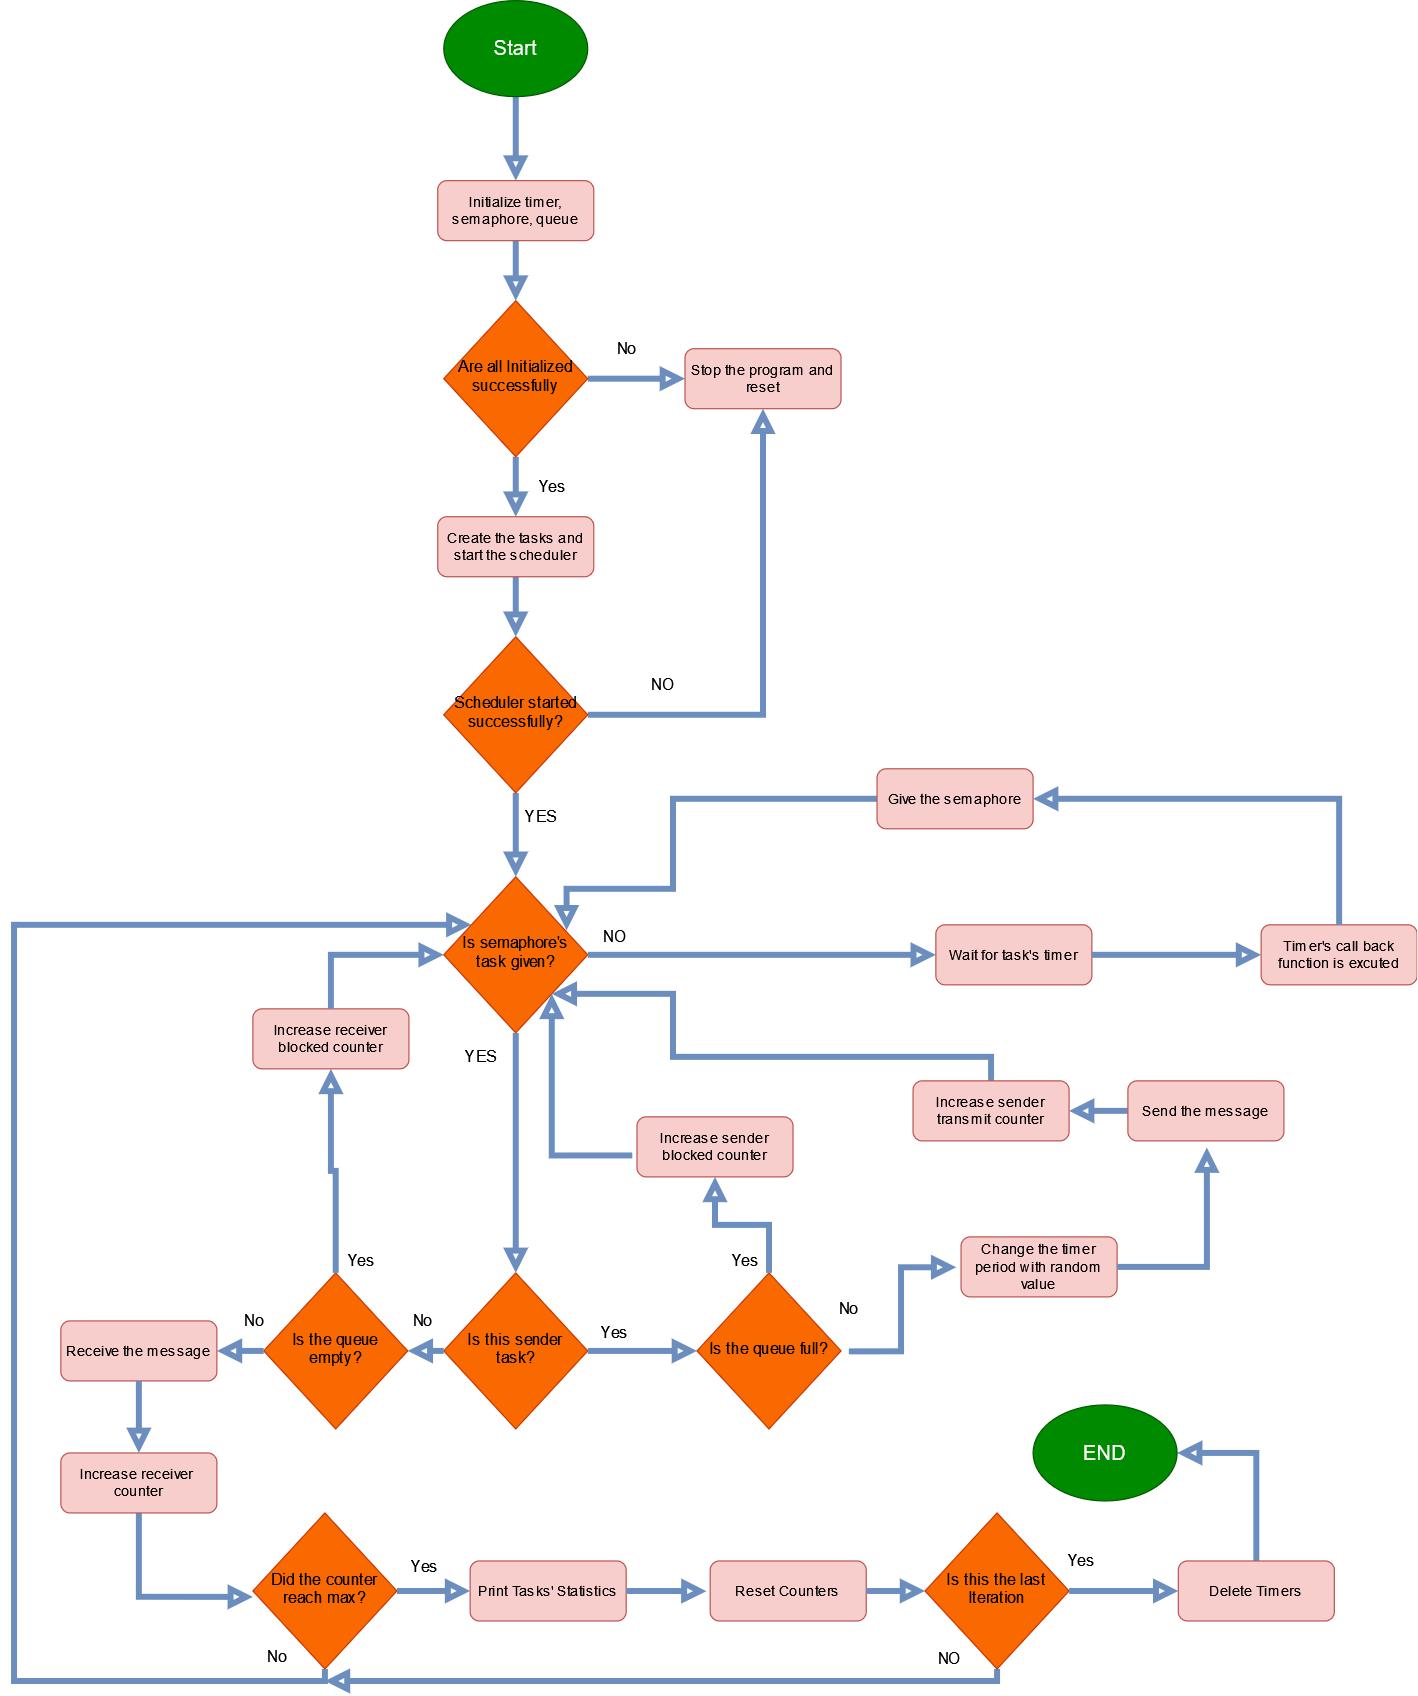 Start
Initialize timer,
semaphore, queue
Are all Initialized
successfully
No
Stop the program and
reset
Yes
Create the tasks and
start the scheduler
Scheduler started
successfully?
NO
YES
Give the semaphore
Is semaphore's
task given?
NO
Wait for task's timer
Timer's call back
function is excuted
Increase receiver
blocked counter
YES
Increase sender
blocked counter
Increase sender
transmit counter
Send the message
Change the timer
period with random
value
Yes
Yes
No
No
No
Yes
Receive the message
Is the queue
empty?
Is this sender
task?
Is the queue full?
Increase receiver
counter
END
Did the counter
reach max?
Yes
Print Tasks' Statistics
Reset Counters
Is this the last
Iteration
Yes
Delete Timers
No
NO